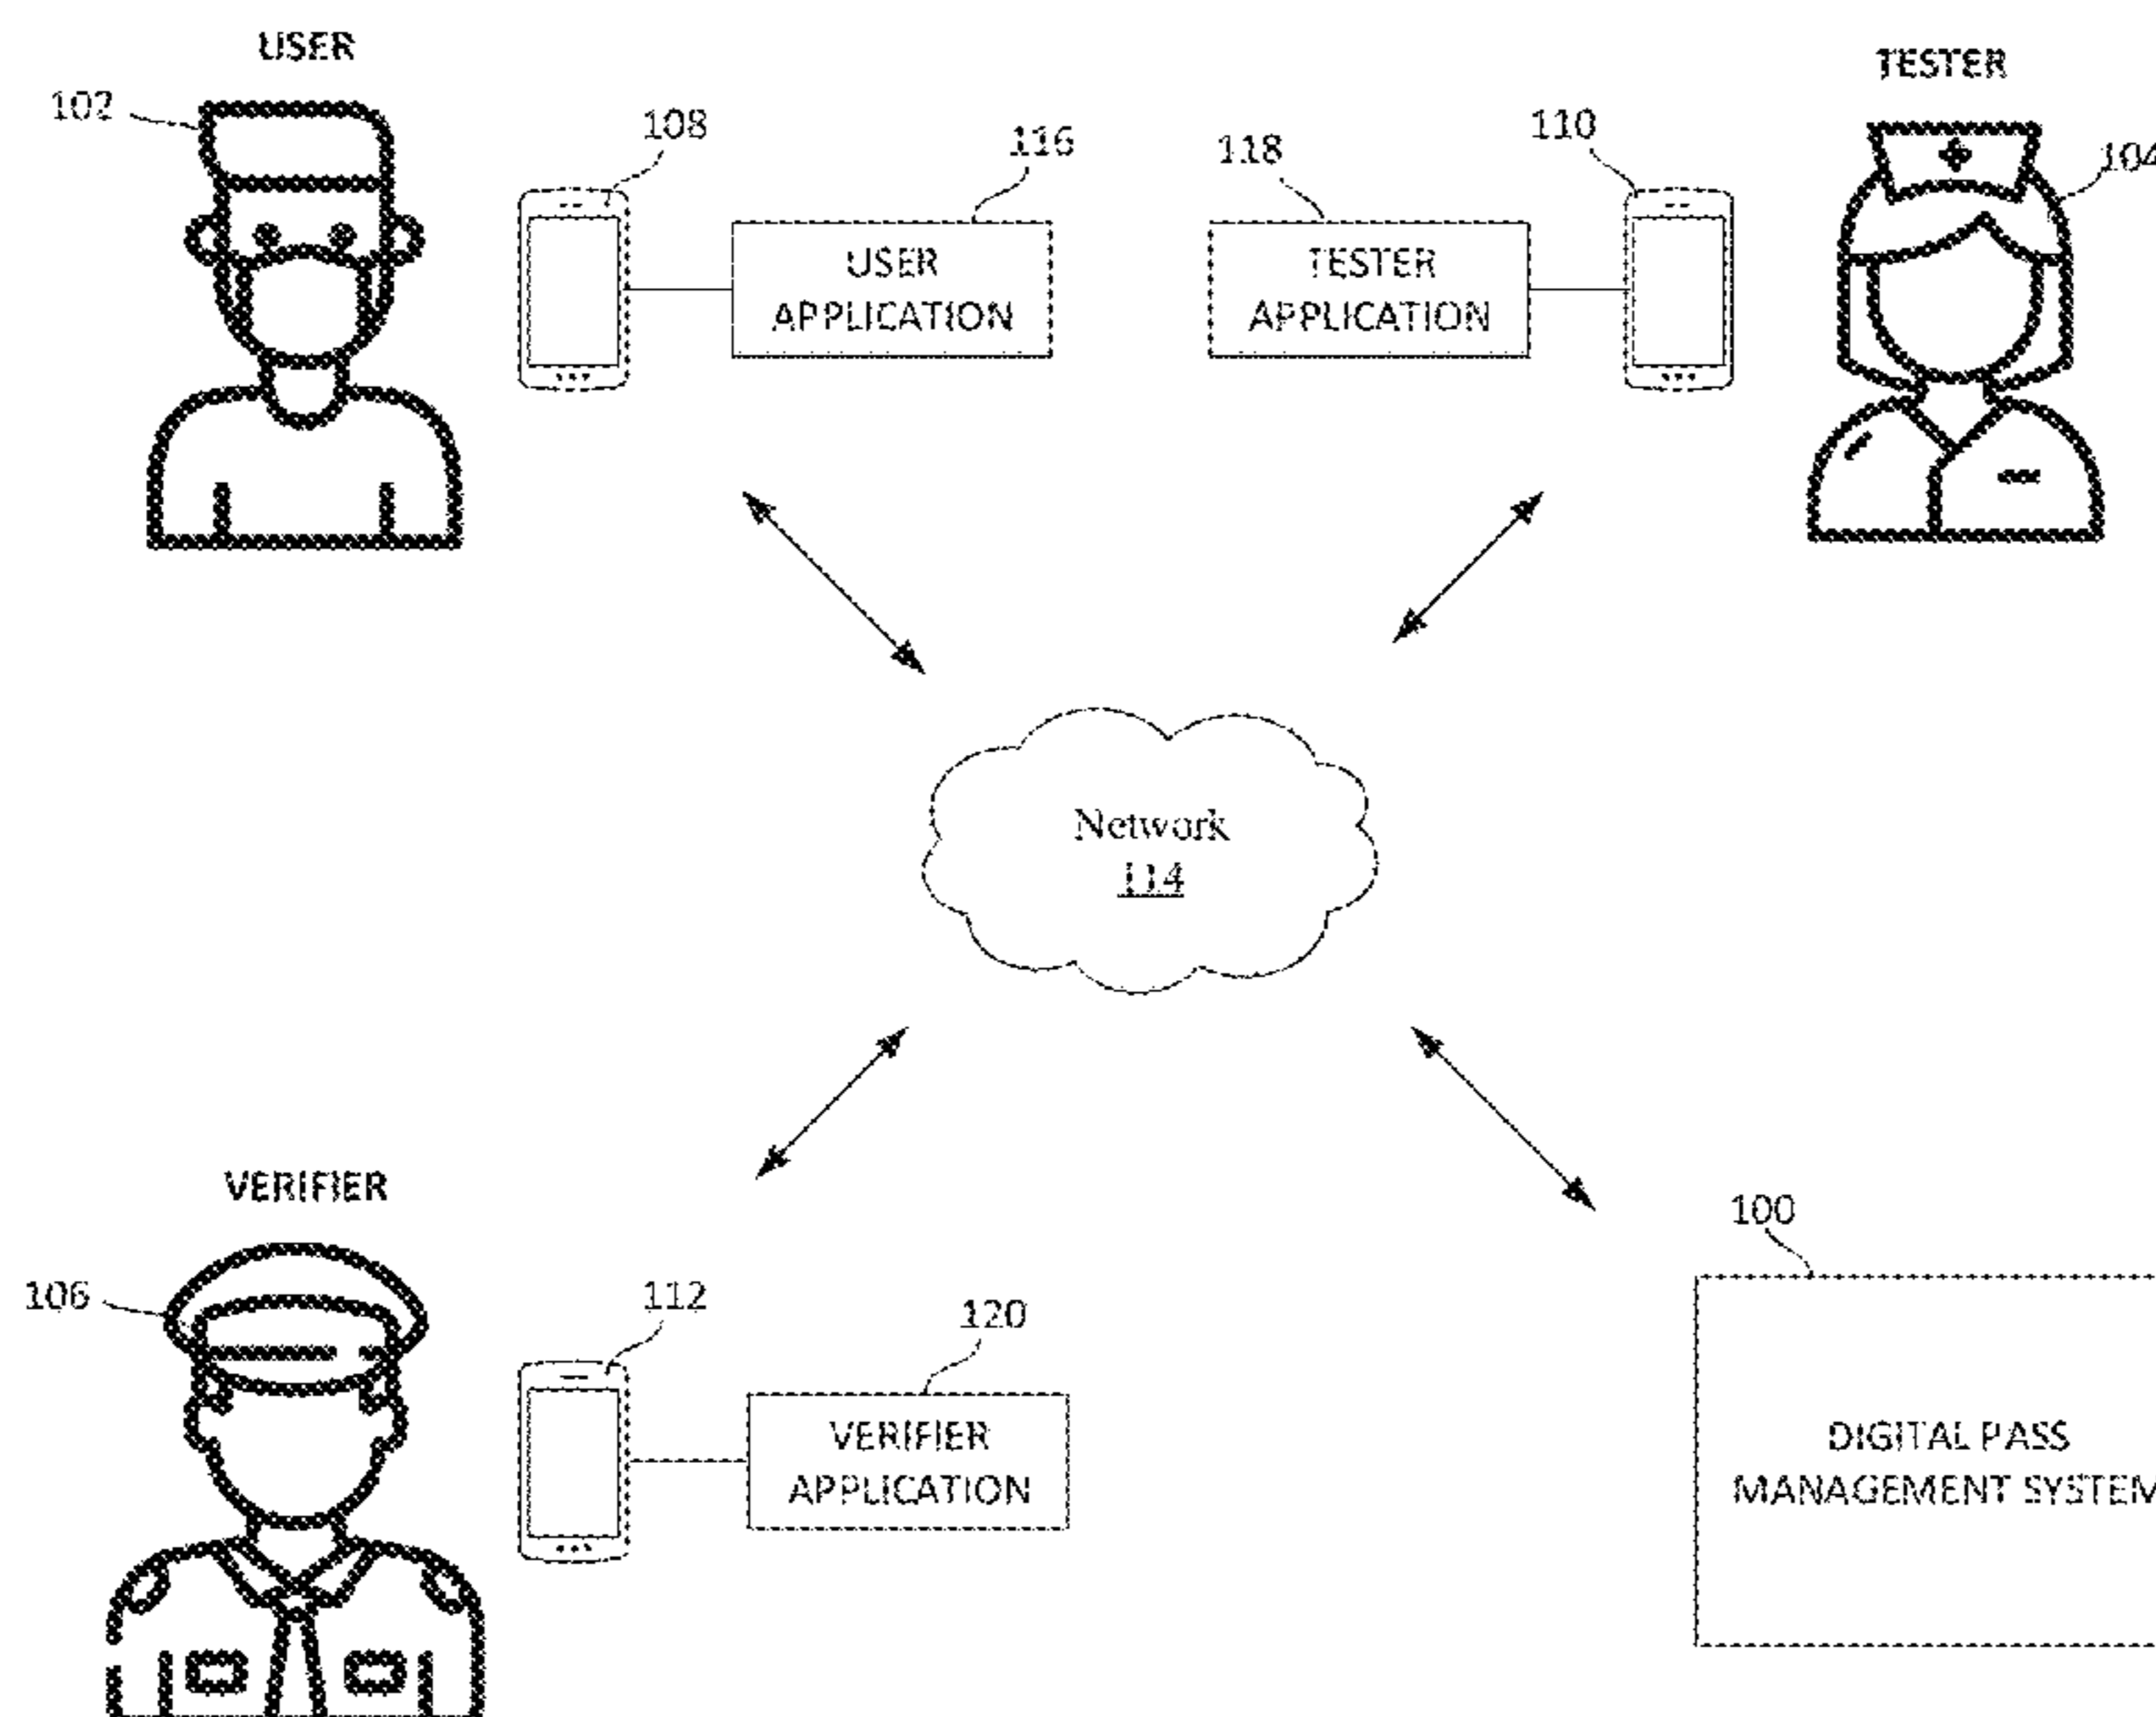 USER
TESTER
102
108
116
118
110
104
USER
APPLICATION
TESTER
APPLICATION
Network
114
VERIFIER
100
106
112
120
VERIFIER
APPLICATION
DIGITAL PASS
MANAGEMENT SYSTEM